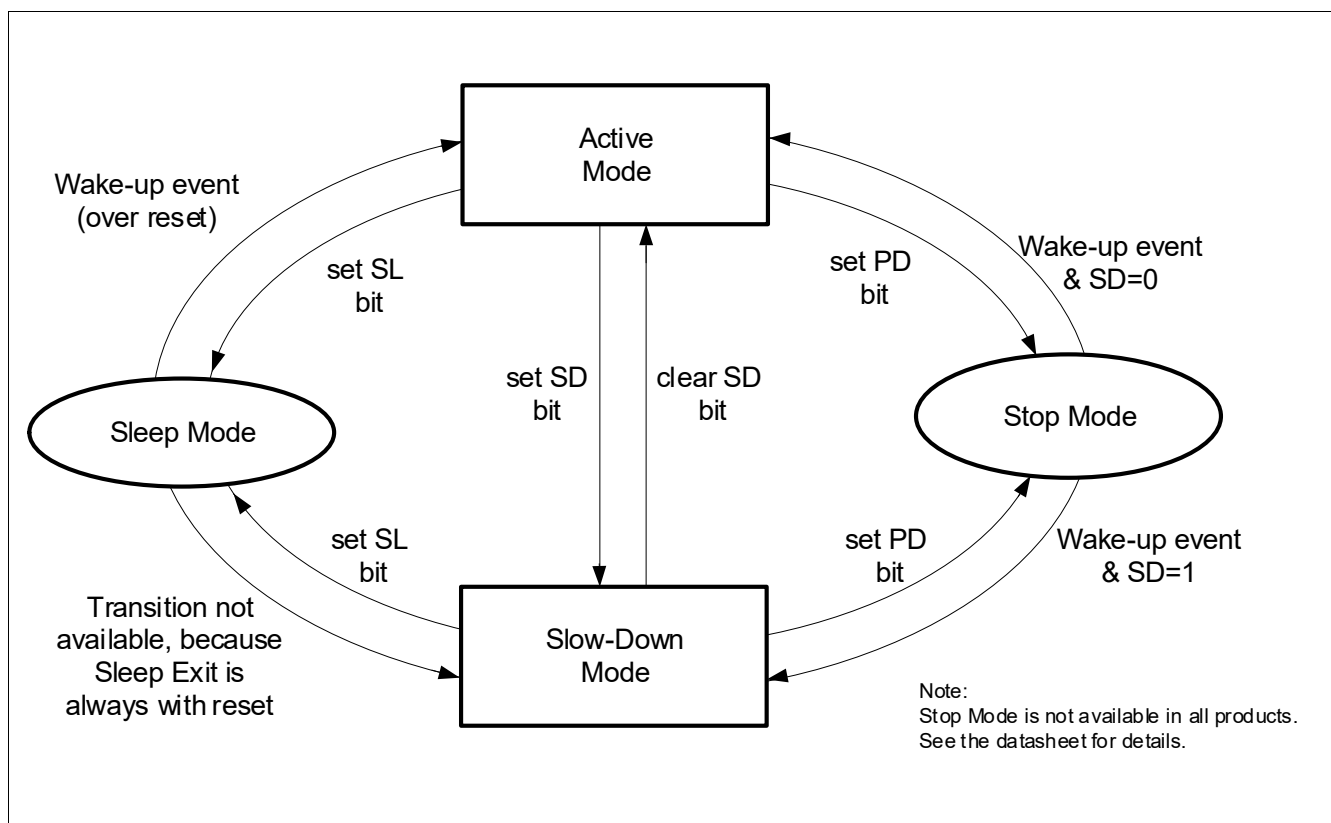 Active
Mode
Wake-up event
(over reset)
set SL
bit
set PD
bit
Wake-up event
& SD=0
set SD
bit
clear SD
bit
Sleep Mode
Stop Mode
set SL
bit
set PD
bit
Wake-up event
& SD=1
Transition not
available, because
Sleep Exit is
always with reset
Slow-Down
Mode
Note:
Stop Mode is not available in all products.
See the datasheet for details.